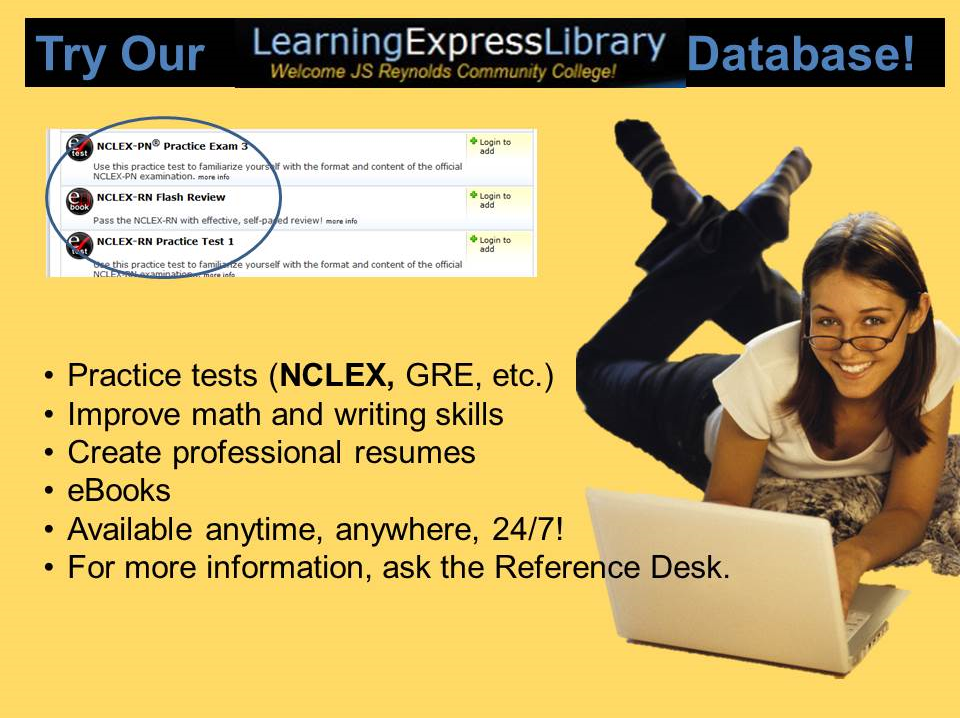 Try Our LearningExpressLibrary Database!
Welcome JS Reynolds Community College!
e test NCLEX-PN® Practice Exam 3 Login to add
Use this practice test to familiarize yourself with the format and content of the official
NCLEX-PN examination. more info
e book NCLEX-RN Flash Review Login to add
Pass the NCLEX-RN with effective, self-paced review! more info
e test NCLEX-RN Practice Test 1 Login to add
Use this practice test to familiarize yourself with the format and content of the official
NCLEX-RN examination. more info
• Practice tests (NCLEX, GRE, etc.)
• Improve math and writing skills
• Create professional resumes
• eBooks
• Available anytime, anywhere, 24/7!
• For more information, ask the Reference Desk.